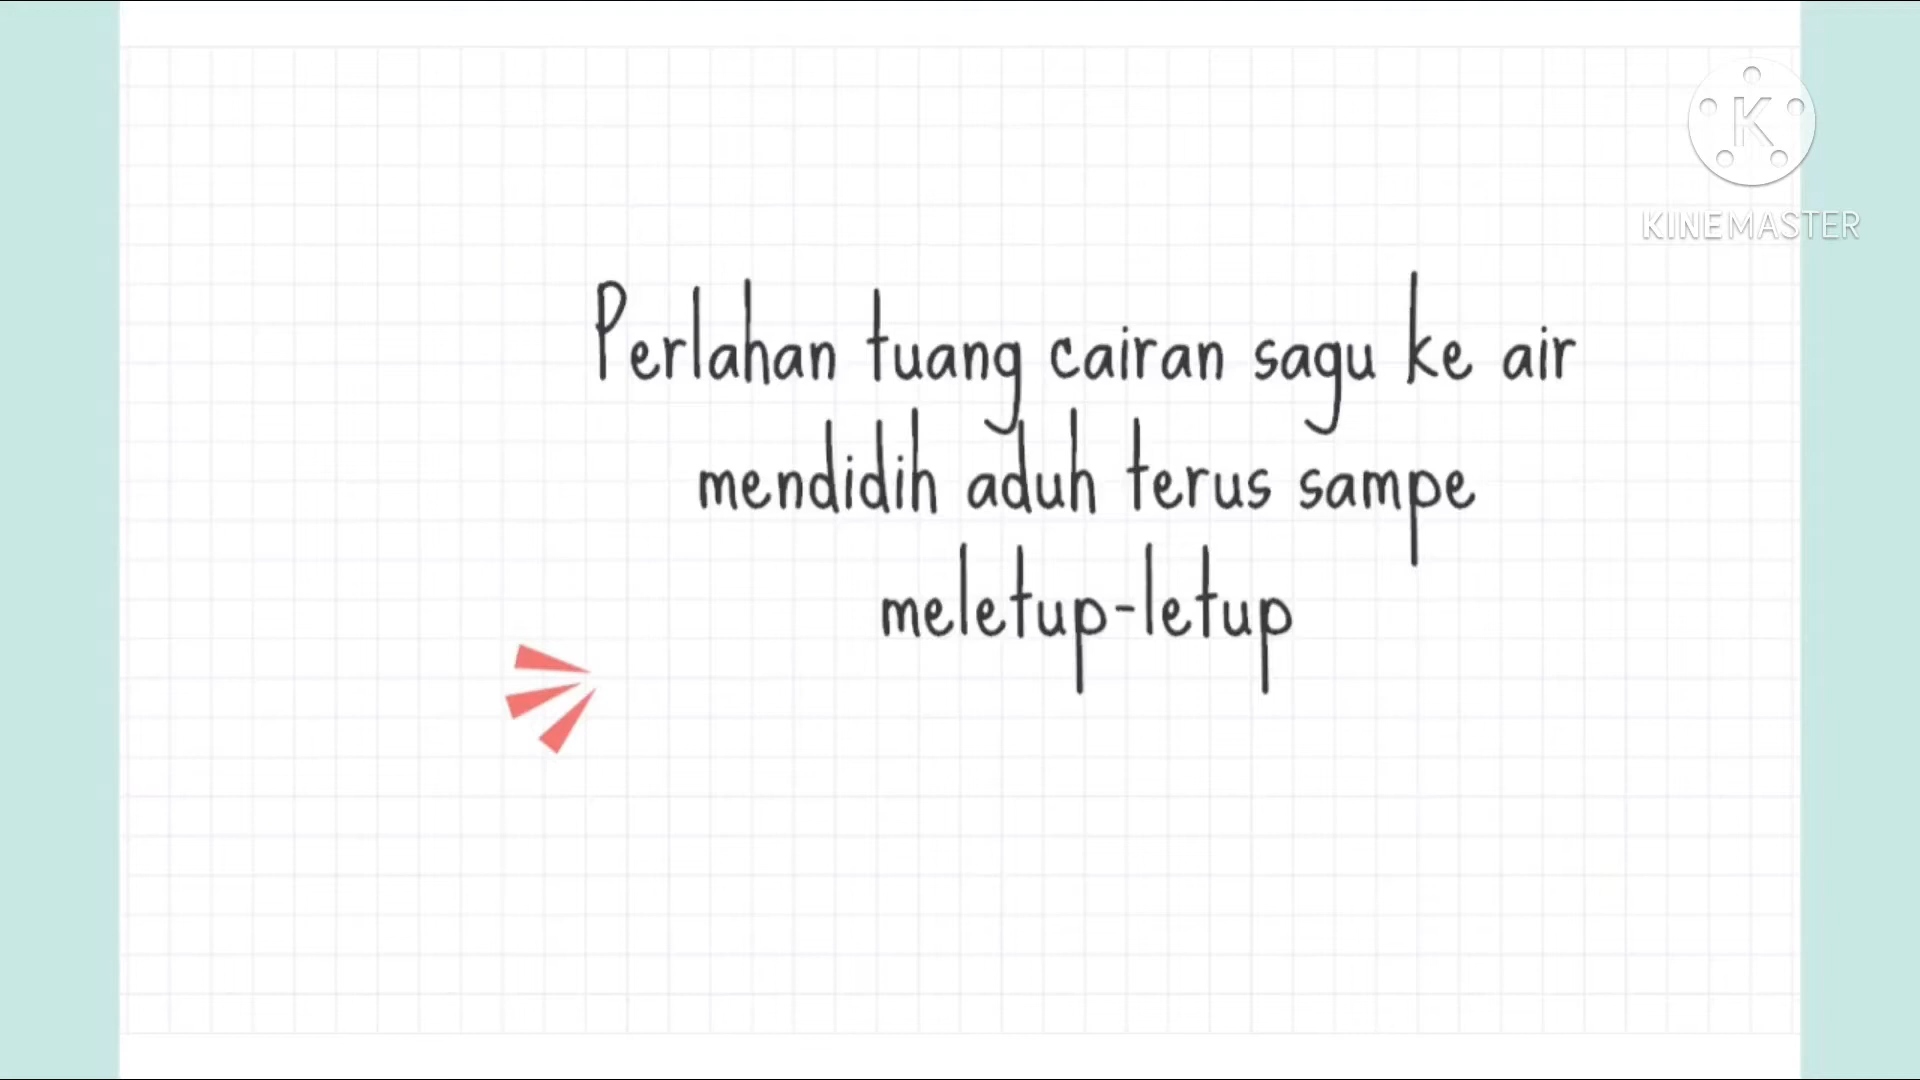 KINEMASTER
Perlahan tuang cairan sagu ke air
mendidih aduh terus sampe
meletup-letup